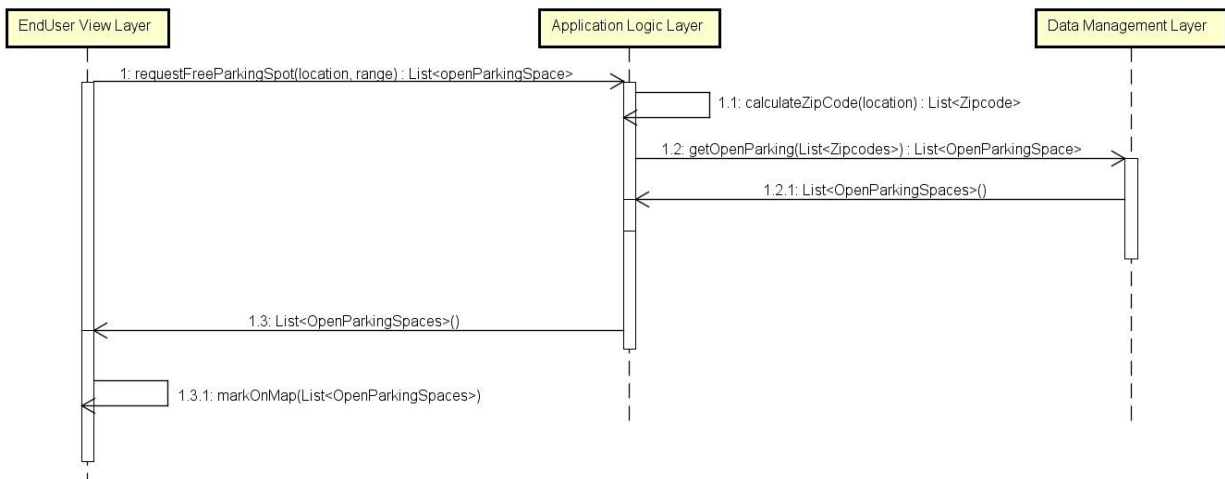 EndUser View Layer
Application Logic Layer
Data Management Layer
1: requestFreeParkingSpot(location, range) : List<openParkingSpace>
1.1: calculateZipCode(location) : List<Zipcode>
1.2: getOpenParking(List<Zipcodes>) : List<OpenParkingSpace>
1.2.1: List<OpenParkingSpaces>()
1.3: List<OpenParkingSpaces>()
1.3.1: markOnMap(List<OpenParkingSpaces>)